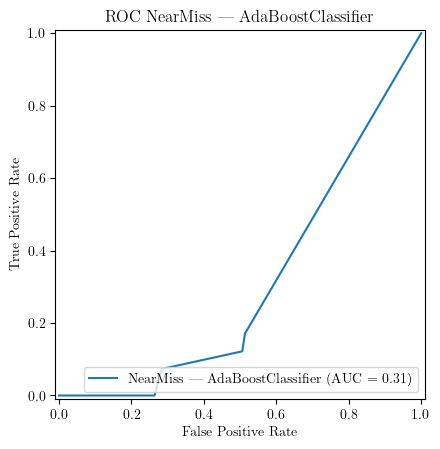 ROC NearMiss — AdaBoostClassifier
1.0
0.8
0.6
0.4
0.2
0.0
True Positive Rate
NearMiss — AdaBoostClassifier (AUC = 0.31)
0.0 0.2 0.4 0.6 0.8 1.0
False Positive Rate